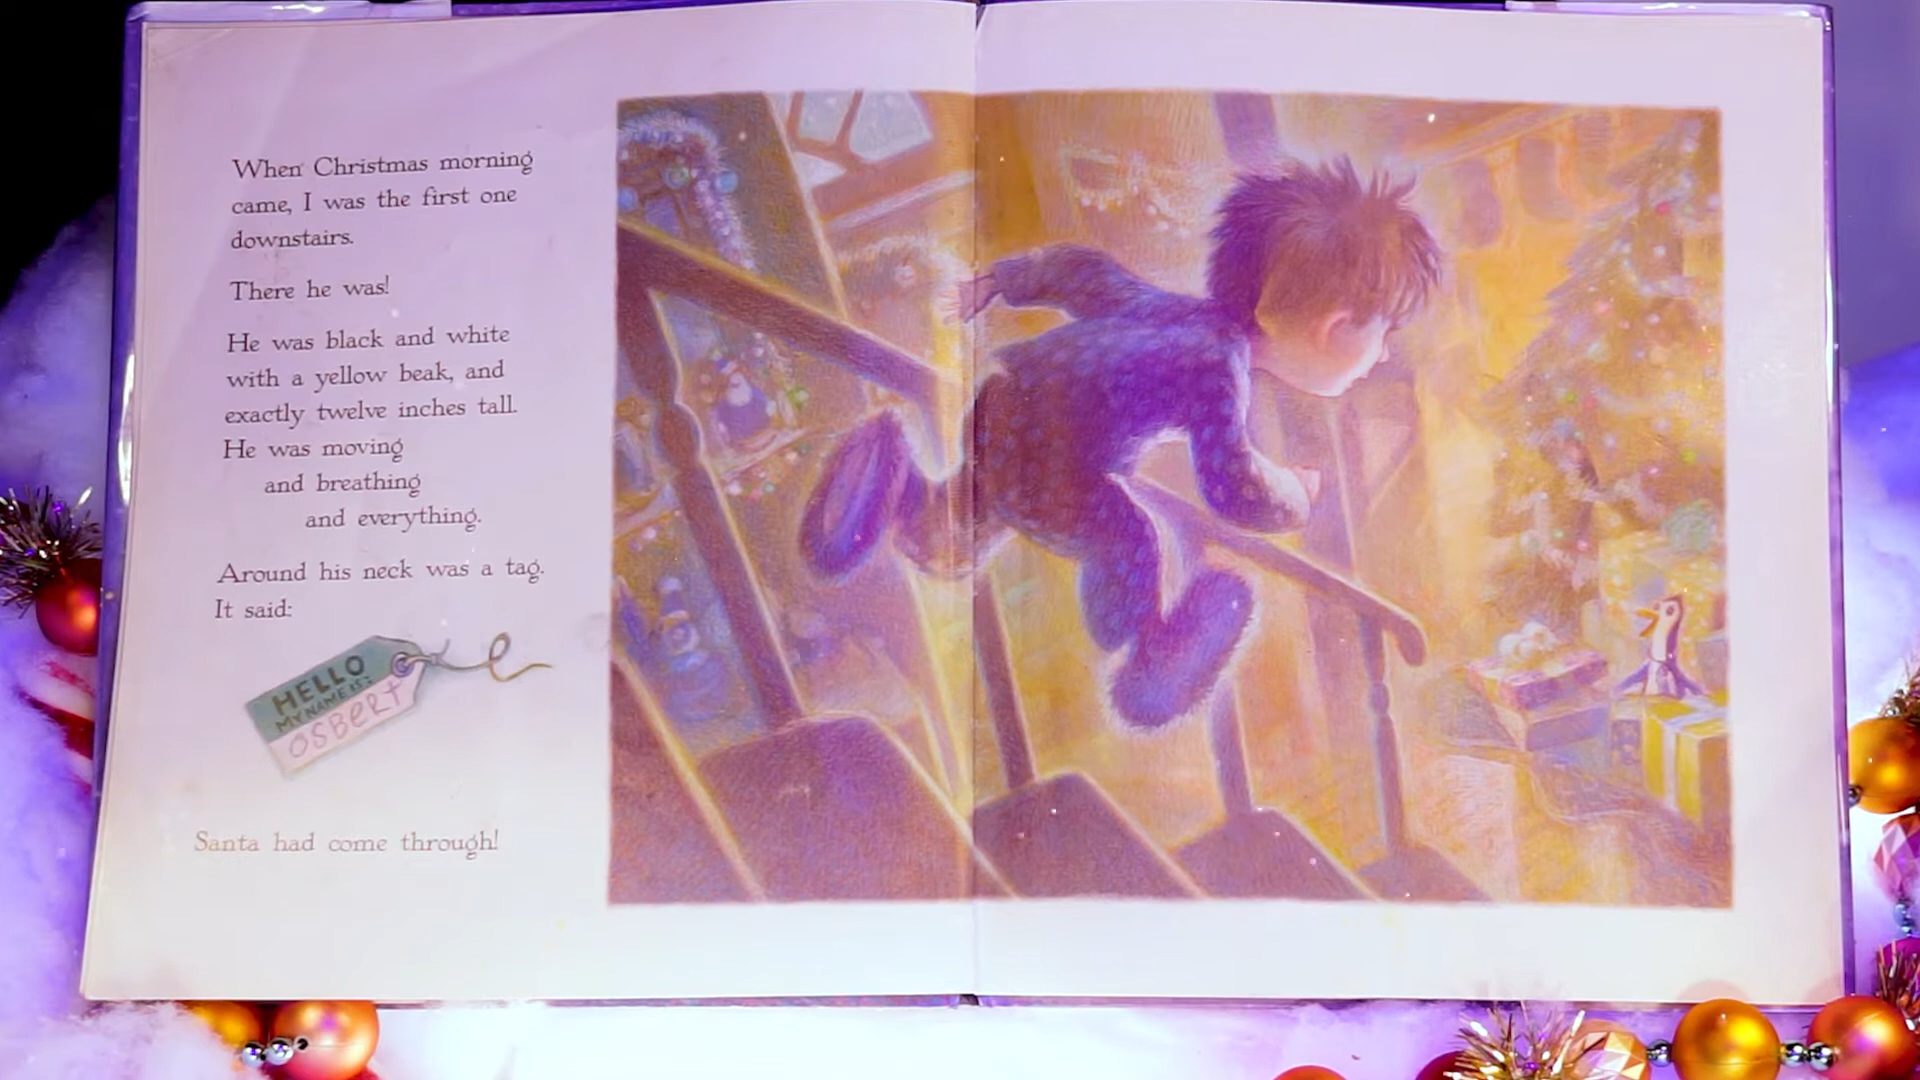 When Christmas morning
came, I was the first one
downstairs.
There he was!
He was black and white
with a yellow beak, and
exactly twelve inches tall.
He was moving
and breathing
and everything.
Around his neck was a tag.
It said:
HELLO
MY NAME IS:
OSBERT
Santa had come through!